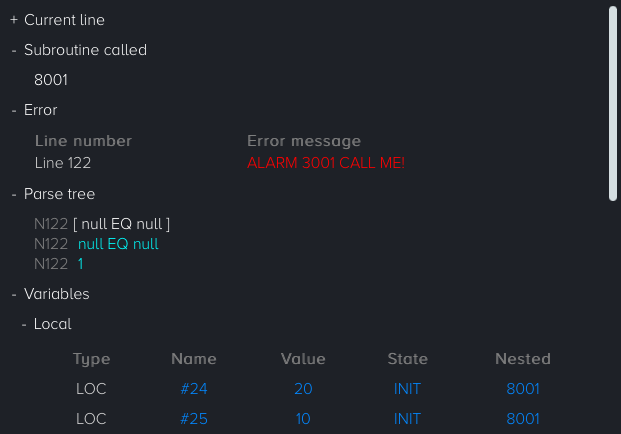 + Current line
- Subroutine called
8001
- Error
Line number Error message
Line 122 ALARM 3001 CALL ME!
- Parse tree
N122 [ null EQ null ]
N122 null EQ null
N122 1
- Variables
- Local
Type Name Value State Nested
LOC #24 20 INIT 8001
LOC #25 10 INIT 8001